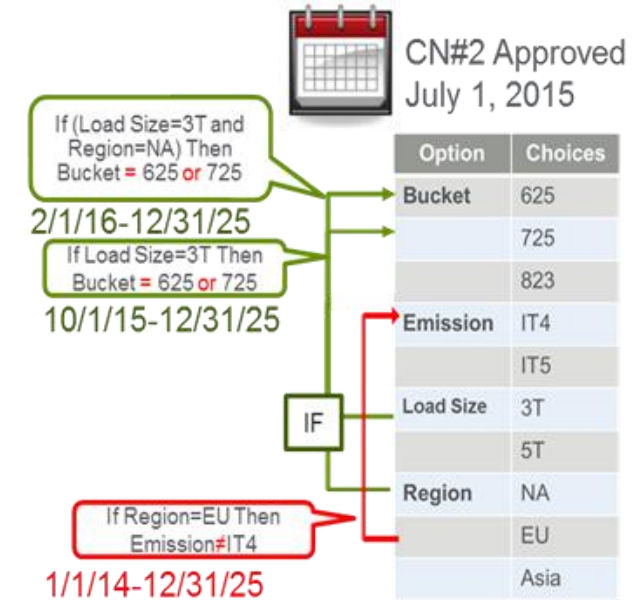 CN#2 Approved
July 1, 2015
If (Load Size=3T and
Region=NA) Then
Bucket = 625 or 725
2/1/16-12/31/25
If Load Size=3T Then
Bucket = 625 or 725
10/1/15-12/31/25
IF
If Region=EU Then
Emission≠IT4
1/1/14-12/31/25
Option Choices
Bucket 625
725
823
Emission IT4
IT5
Load Size 3T
5T
Region NA
EU
Asia